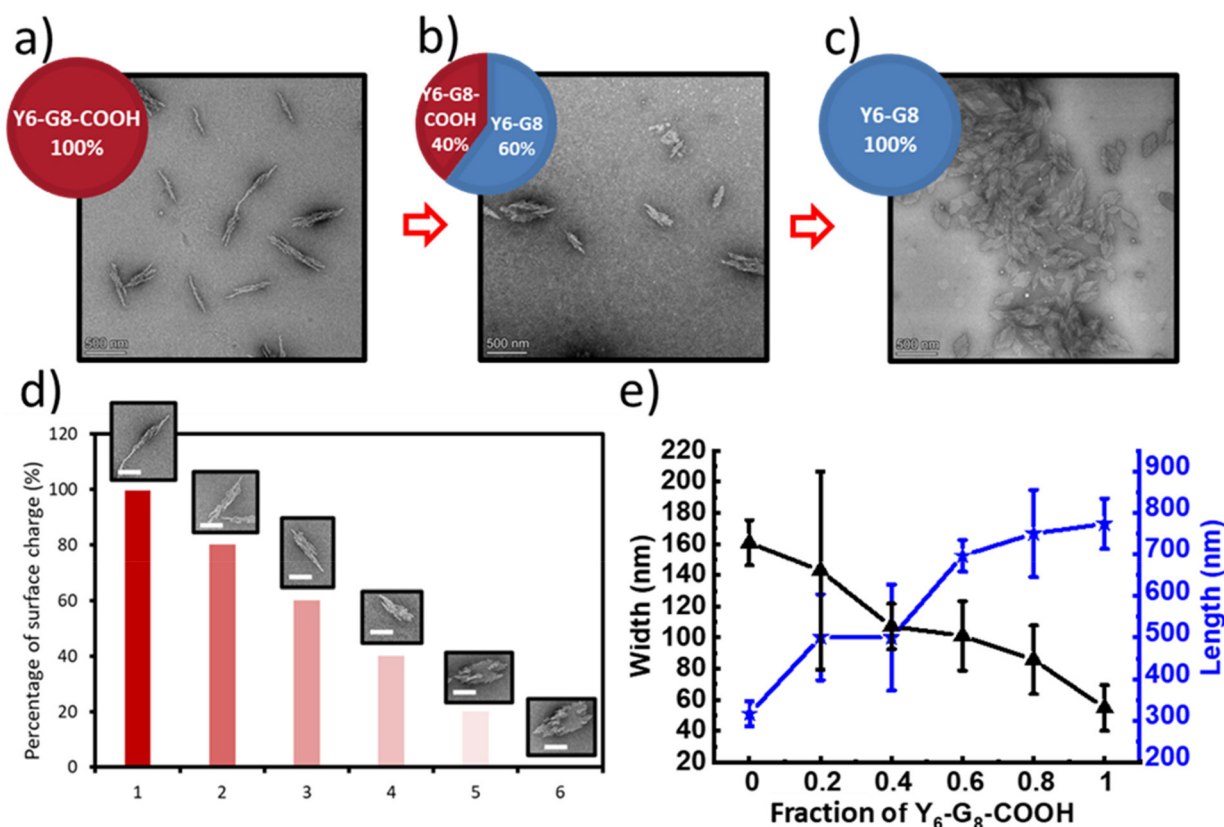 a)
Y6-G8-COOH
100%
500 nm
b)
Y6-G8-
COOH
40%
Y6-G8
60%
500 nm
c)
Y6-G8
100%
500 nm
d)
Percentage of surface charge (%)
120
100
80
60
40
20
0
1 2 3 4 5 6
e)
Width (nm)
220
200
180
160
140
120
100
80
60
40
20
900
800
700
600
500
400
300
200
Length (nm)
0 0.2 0.4 0.6 0.8 1
Fraction of Y₆-G₈-COOH